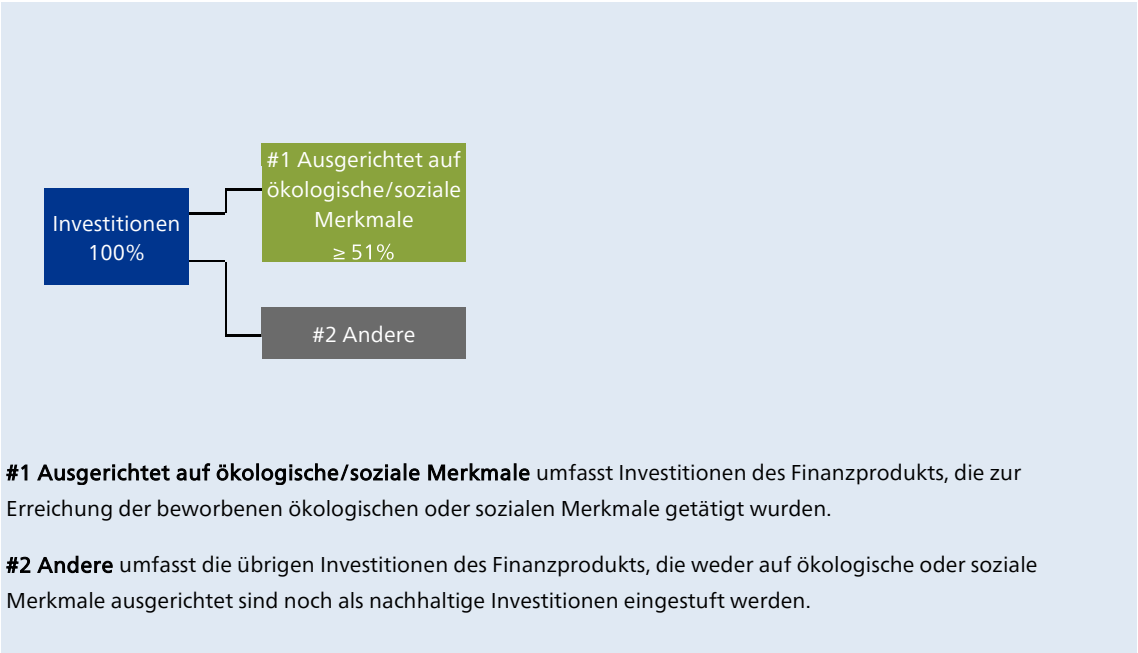 #1 Ausgerichtet auf
ökologische/soziale
Merkmale
≥ 51%
Investitionen
100%
#2 Andere
#1 Ausgerichtet auf ökologische/soziale Merkmale umfasst Investitionen des Finanzprodukts, die zur
Erreichung der beworbenen ökologischen oder sozialen Merkmale getätigt wurden.
#2 Andere umfasst die übrigen Investitionen des Finanzprodukts, die weder auf ökologische oder soziale
Merkmale ausgerichtet sind noch als nachhaltige Investitionen eingestuft werden.